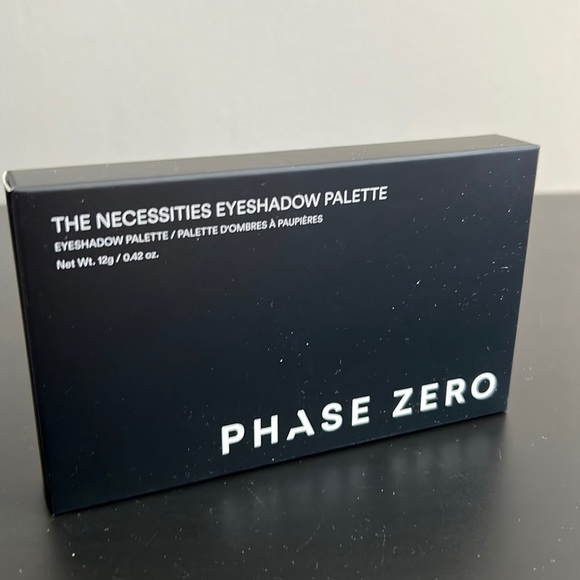 THE NECESSITIES EYESHADOW PALETTE
EYESHADOW PALETTE / PALETTE D'OMBRES À PAUPIÈRES
Net Wt. 12g / 0.42 oz.
PHASE ZERO